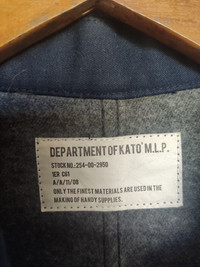 DEPARTMENT OF KATO' M.L.P.
STOCK NO.: 254-00-2950
IER C61
A/A/11/08
ONLY THE FINEST MATERIALS ARE USED IN THE
MAKING OF HANDY SUPPLIES.